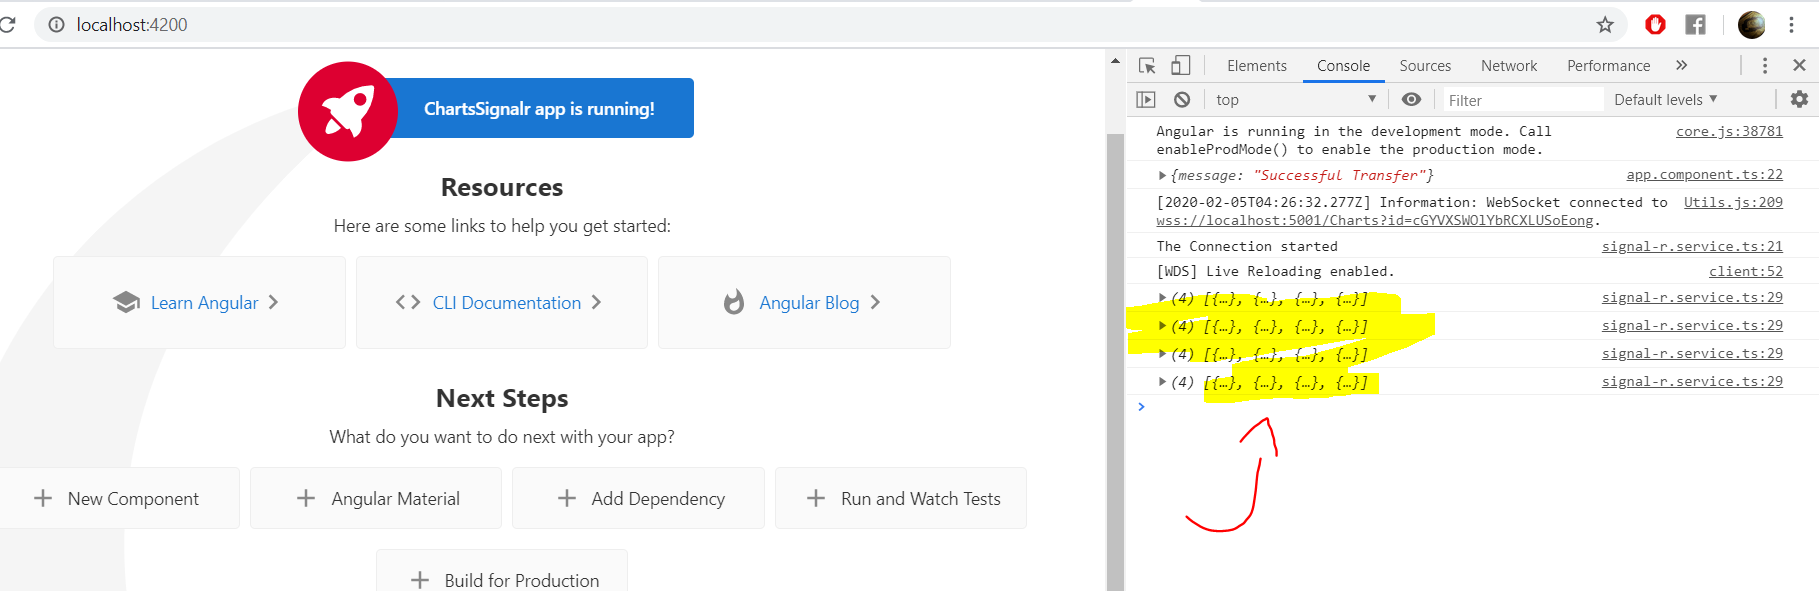 localhost:4200
ChartsSignalr app is running!
Resources
Here are some links to help you get started:
Learn Angular
CLI Documentation
Angular Blog
Next Steps
What do you want to do next with your app?
New Component
Angular Material
Add Dependency
Run and Watch Tests
Build for Production
Elements Console Sources Network Performance »
top Filter Default levels
Angular is running in the development mode. Call core.js:38781
enableProdMode() to enable the production mode.
{message: "Successful Transfer"} app.component.ts:22
[2020-02-05T04:26:32.277Z] Information: WebSocket connected to Utils.js:209
wss://localhost:5001/Charts?id=cGYVXSWOlYbRCXLUSoEong.
The Connection started signal-r.service.ts:21
[WDS] Live Reloading enabled. client:52
(4) [{…}, {…}, {…}, {…}] signal-r.service.ts:29
(4) [{…}, {…}, {…}, {…}] signal-r.service.ts:29
(4) [{…}, {…}, {…}, {…}] signal-r.service.ts:29
(4) [{…}, {…}, {…}, {…}] signal-r.service.ts:29